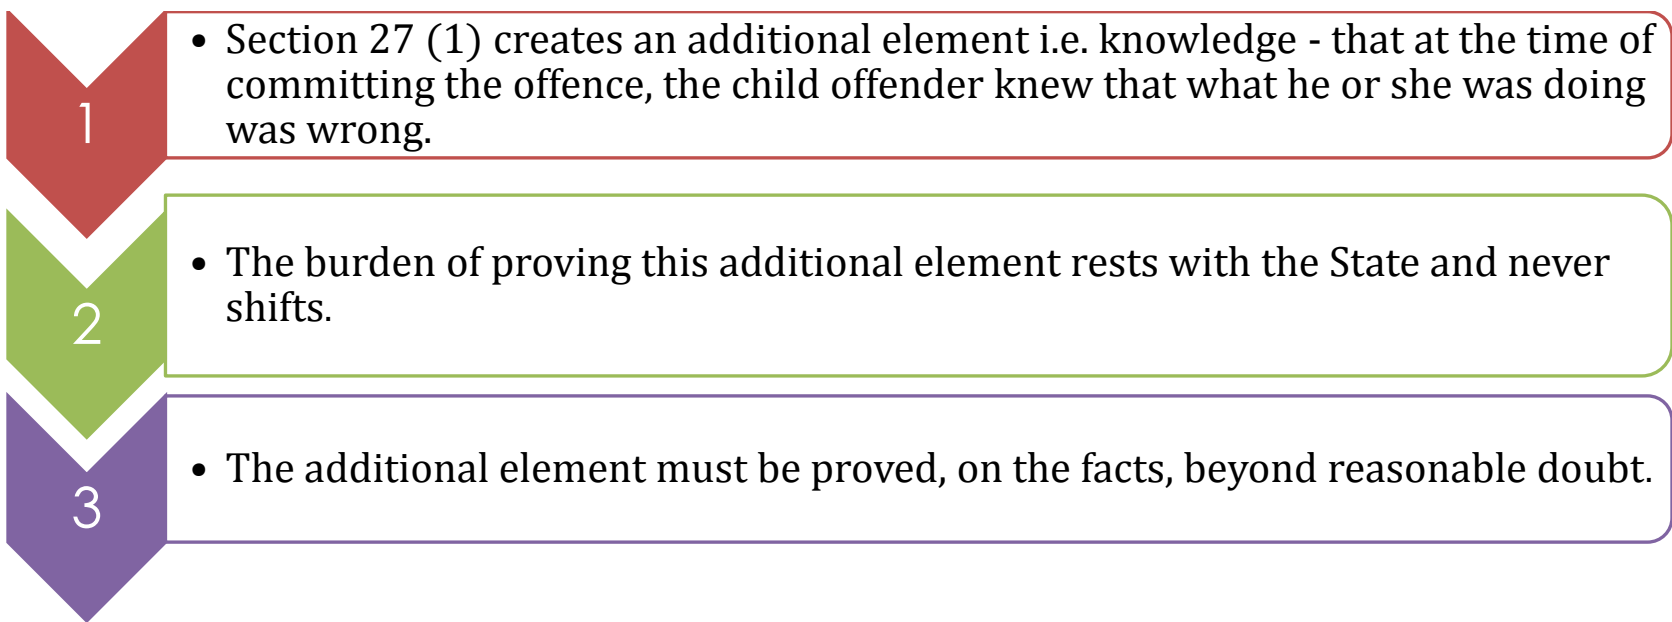 1
• Section 27 (1) creates an additional element i.e. knowledge - that at the time of
committing the offence, the child offender knew that what he or she was doing
was wrong.
2
• The burden of proving this additional element rests with the State and never
shifts.
3
• The additional element must be proved, on the facts, beyond reasonable doubt.